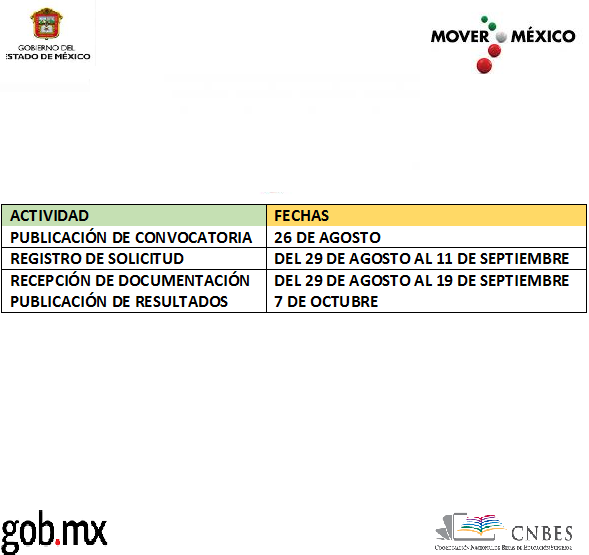 GOBIERNO DEL
ESTADO DE MÉXICO
MOVER MÉXICO
ACTIVIDAD FECHAS
PUBLICACIÓN DE CONVOCATORIA 26 DE AGOSTO
REGISTRO DE SOLICITUD DEL 29 DE AGOSTO AL 11 DE SEPTIEMBRE
RECEPCIÓN DE DOCUMENTACIÓN DEL 29 DE AGOSTO AL 19 DE SEPTIEMBRE
PUBLICACIÓN DE RESULTADOS 7 DE OCTUBRE
gob.mx
CNBES
COORDINACIÓN NACIONAL DE BECAS DE EDUCACIÓN SUPERIOR